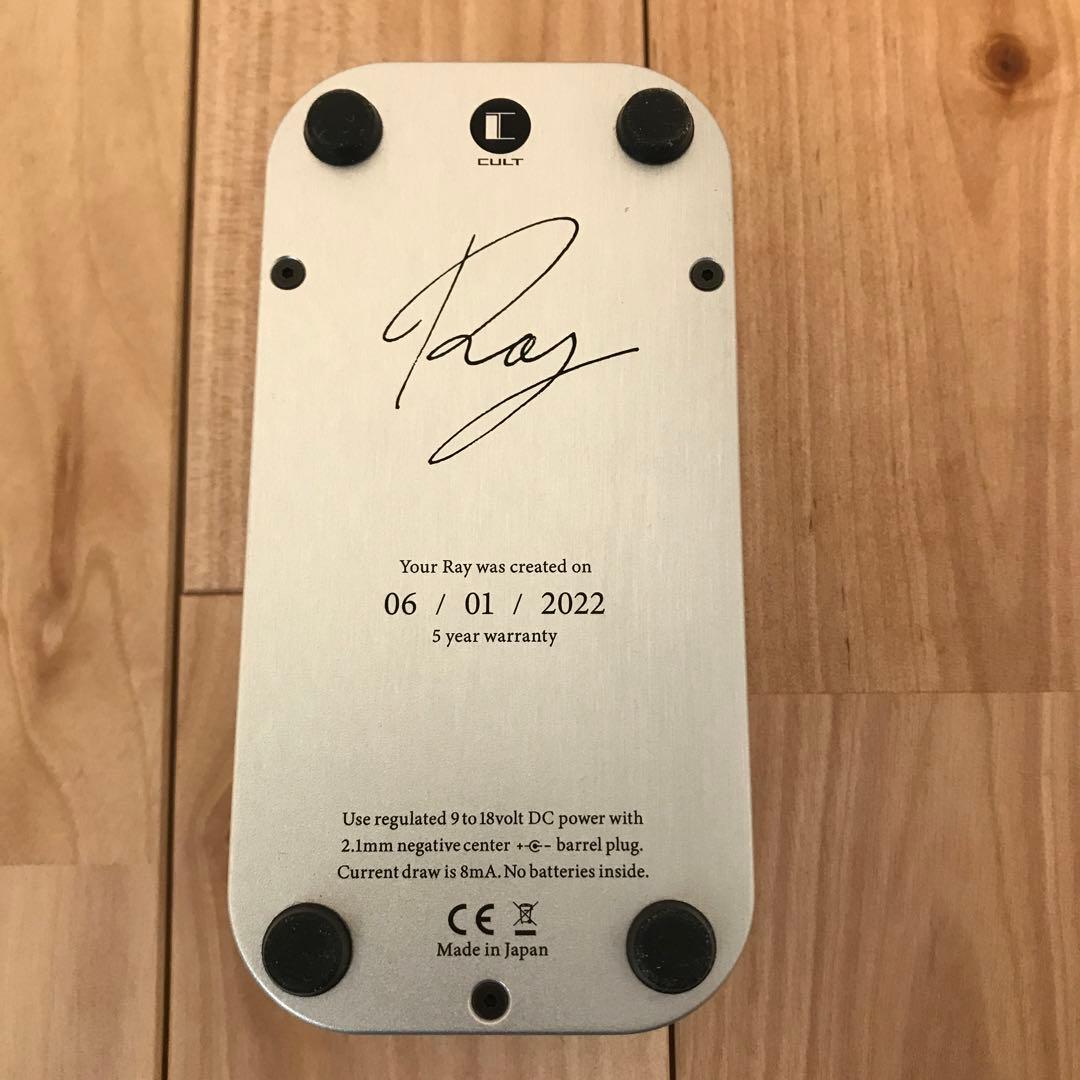 CULT
Ray
Your Ray was created on
06 / 01 / 2022
5 year warranty
Use regulated 9 to 18volt DC power with
2.1mm negative center +-C-- barrel plug.
Current draw is 8mA. No batteries inside.
CE
Made in Japan